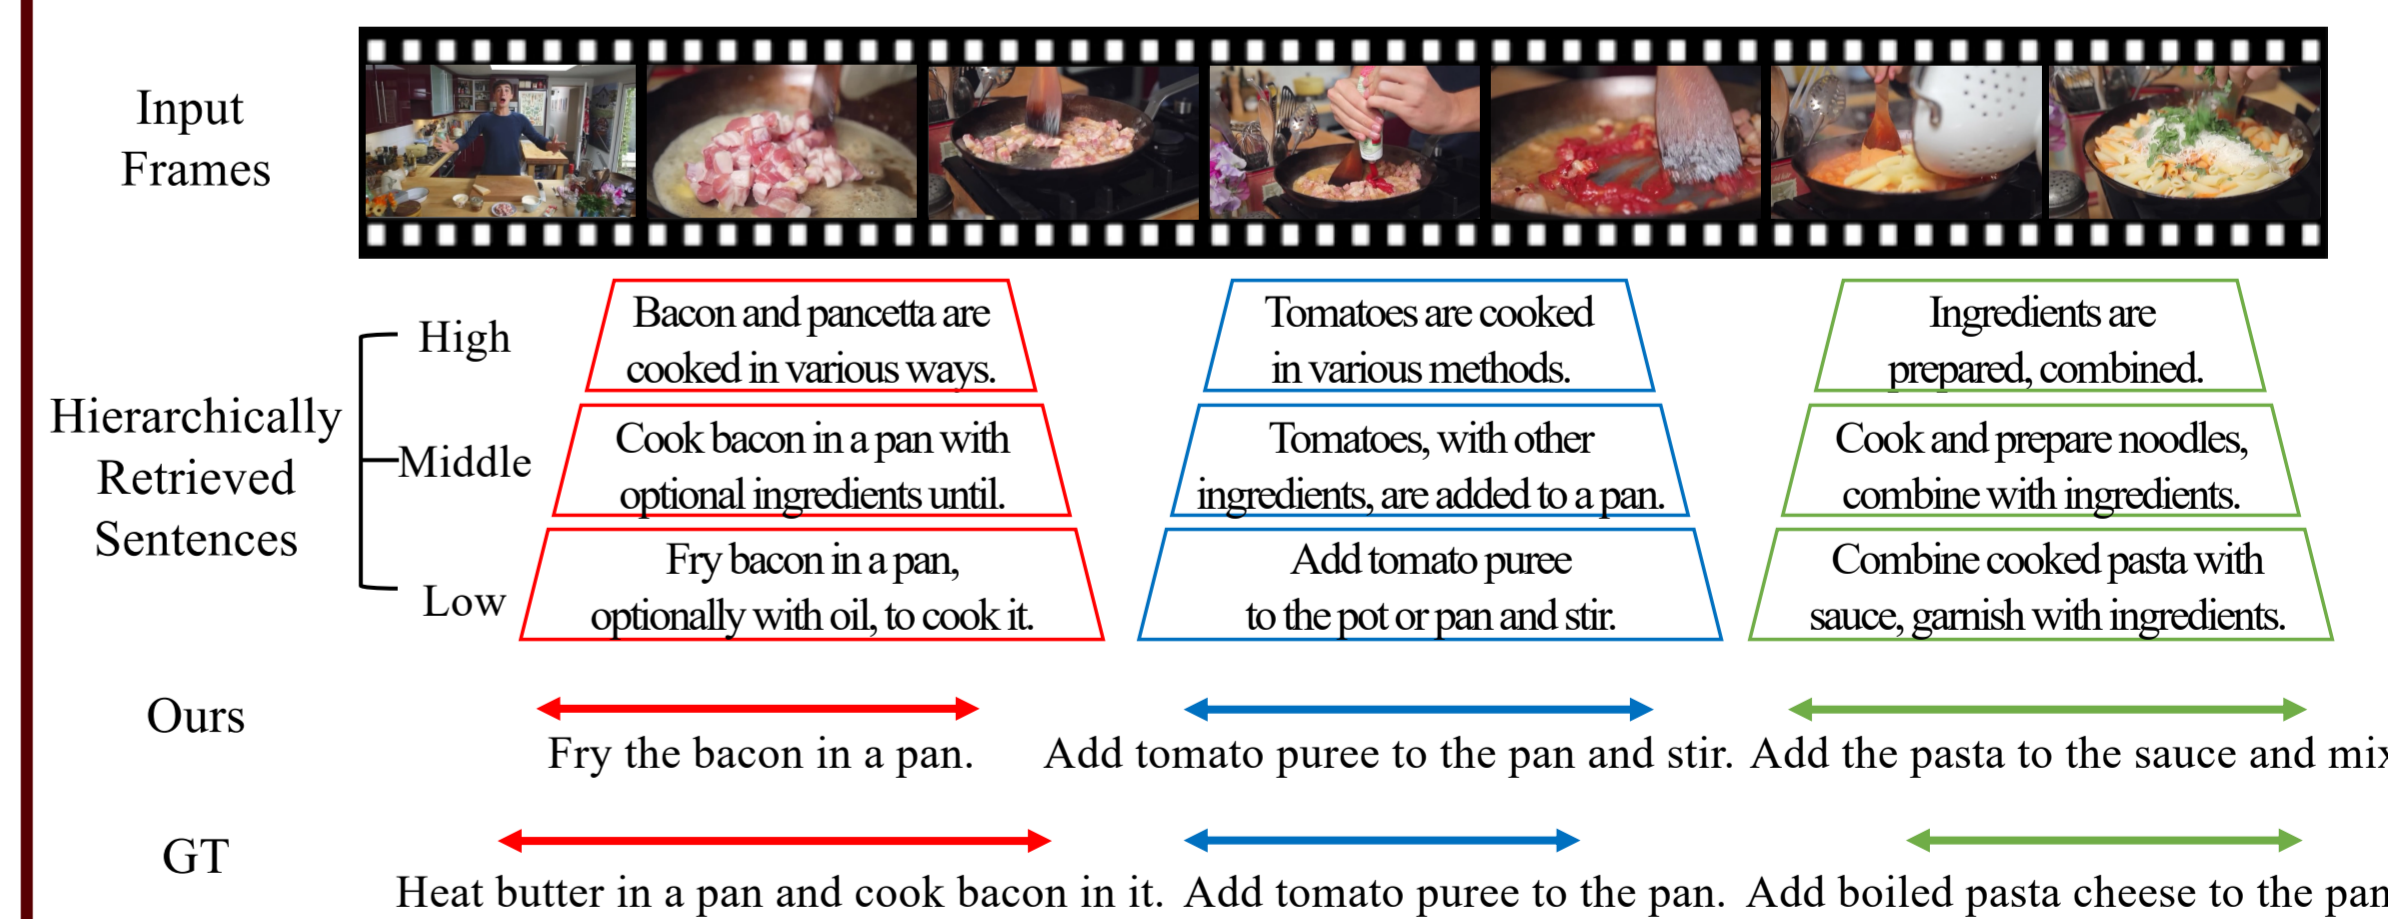 Input
Frames
Hierarchically
Retrieved
Sentences
High
Middle
Low
Bacon and pancetta are
cooked in various ways.
Cook bacon in a pan with
optional ingredients until.
Fry bacon in a pan,
optionally with oil, to cook it.
Tomatoes are cooked
in various methods.
Tomatoes, with other
ingredients, are added to a pan.
Add tomato puree
to the pot or pan and stir.
Ingredients are
prepared, combined.
Cook and prepare noodles,
combine with ingredients.
Combine cooked pasta with
sauce, garnish with ingredients.
Ours
Fry the bacon in a pan.
Add tomato puree to the pan and stir.
Add the pasta to the sauce and mix
GT
Heat butter in a pan and cook bacon in it.
Add tomato puree to the pan.
Add boiled pasta cheese to the pan